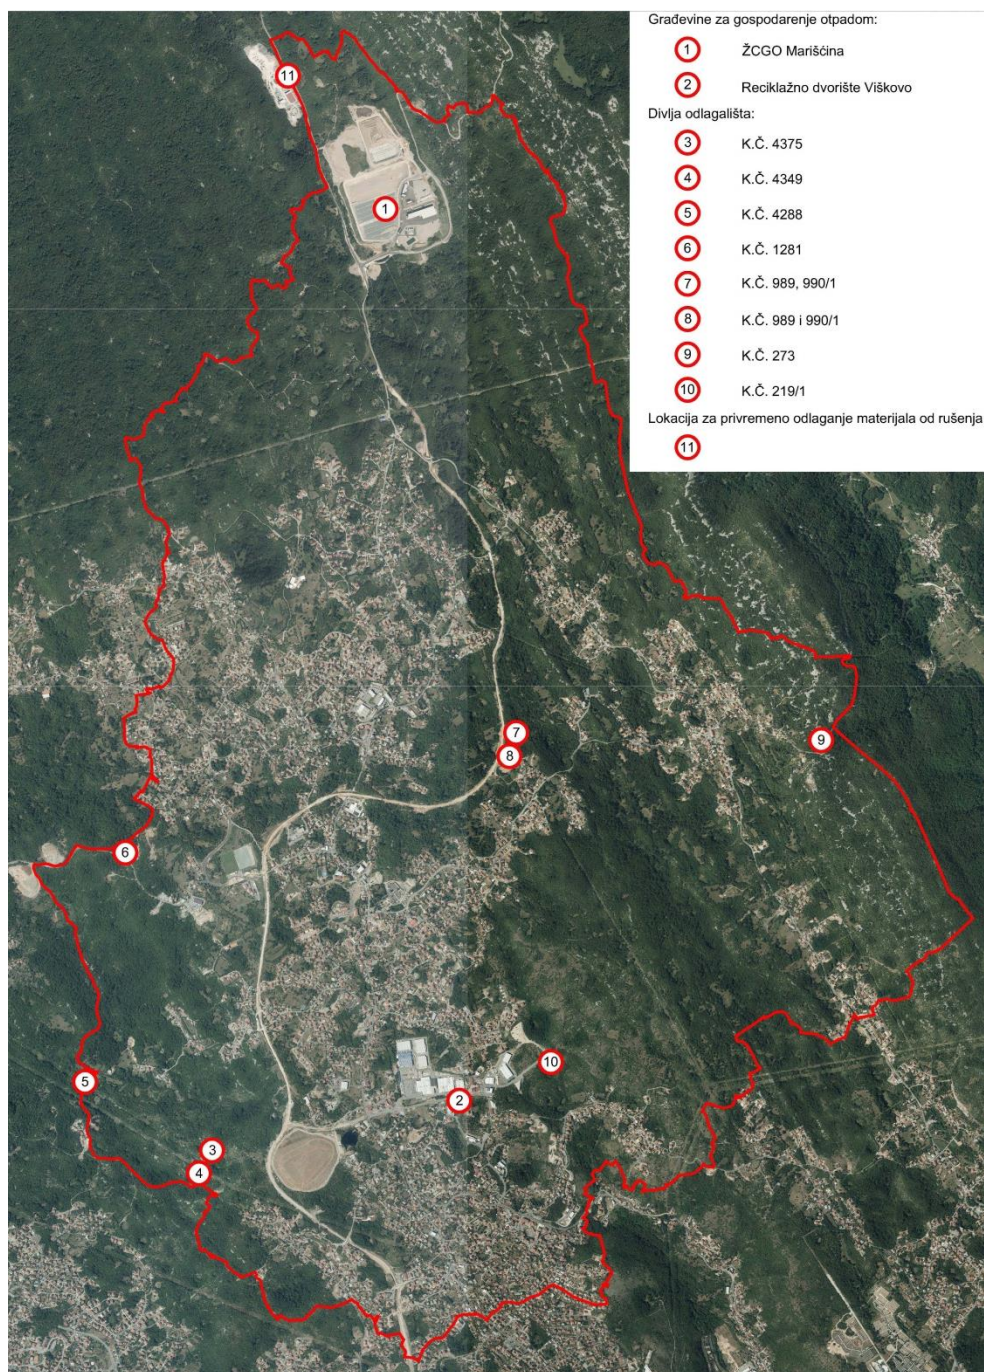 Građevine za gospodarenje otpadom:
1 ŽCGO Marišćina
2 Reciklažno dvorište Viškovo
Divlja odlagališta:
3 K.Č. 4375
4 K.Č. 4349
5 K.Č. 4288
6 K.Č. 1281
7 K.Č. 989, 990/1
8 K.Č. 989 i 990/1
9 K.Č. 273
10 K.Č. 219/1
Lokacija za privremeno odlaganje materijala od rušenja
11
11
1
7
8
9
6
10
5
2
3
4